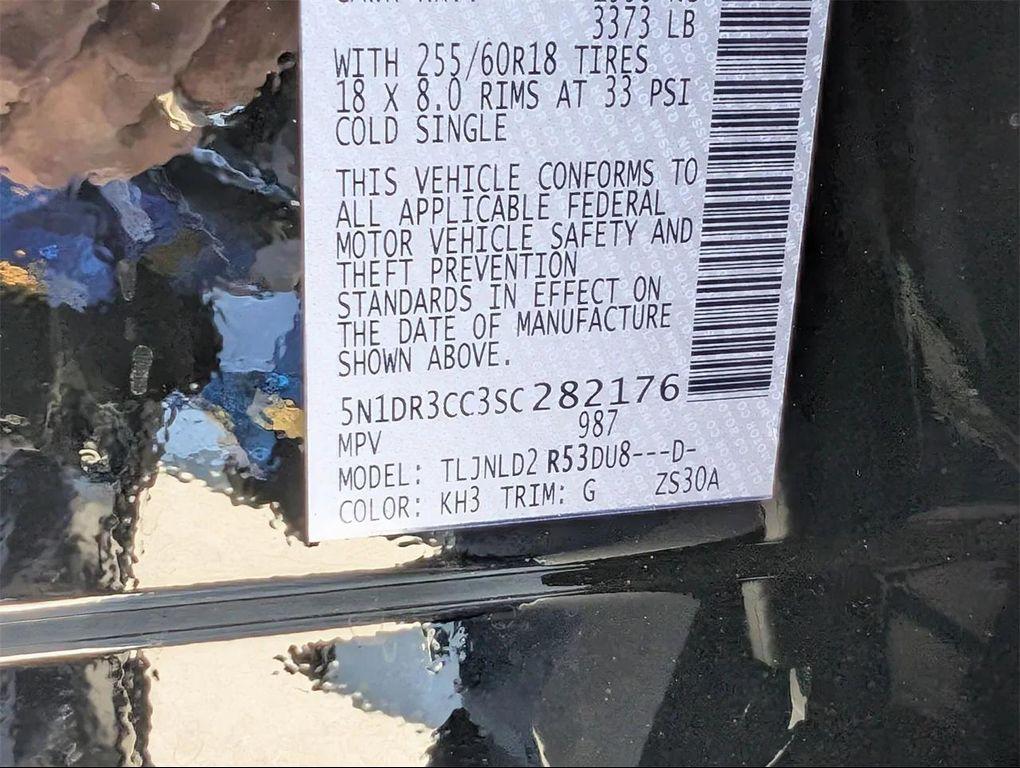 3373 LB
WITH 255/60R18 TIRES
18 X 8.0 RIMS AT 33 PSI
COLD SINGLE
THIS VEHICLE CONFORMS TO
ALL APPLICABLE FEDERAL
MOTOR VEHICLE SAFETY AND
THEFT PREVENTION
STANDARDS IN EFFECT ON
THE DATE OF MANUFACTURE
SHOWN ABOVE.
5N1DR3CC3SC282176
987
MPV
MODEL: TLJNLD2 R53DU8---D-
COLOR: KH3 TRIM: G ZS30A